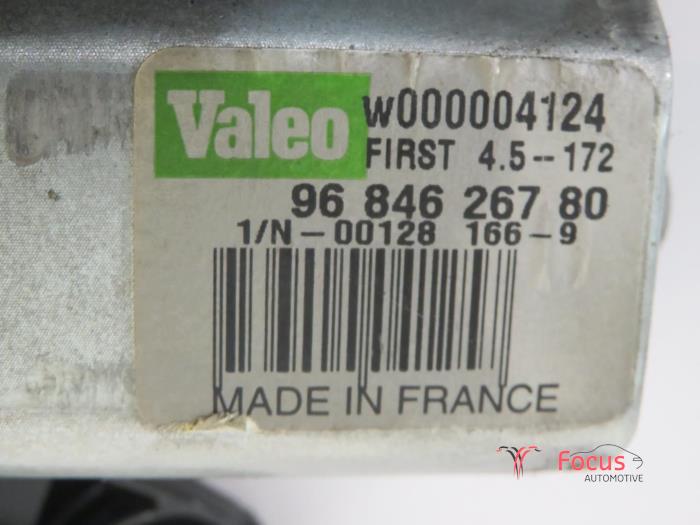 Valeo w000004124
FIRST 4.5--172
96 846 267 80
1/N-00128 166-9
MADE IN FRANCE
Focus
AUTOMOTIVE